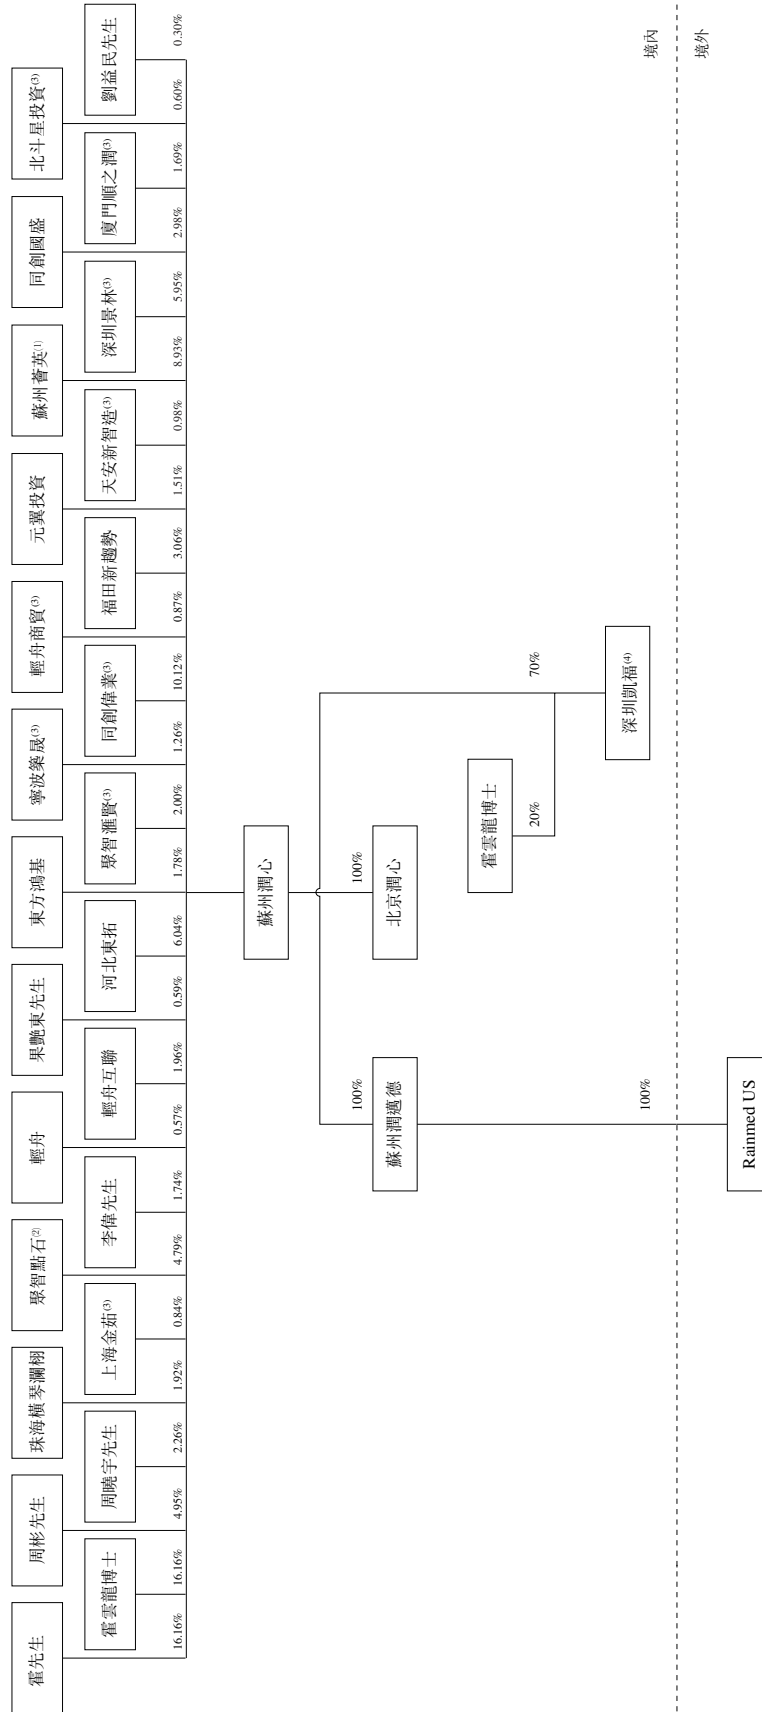 霍先生
周彬先生
珠海橫琴瀾栩
聚智點石(2)
輕舟
果艷東先生
東方鴻基
寧波築晟(3)
輕舟商貿(3)
元翼投資
蘇州薈英(1)
同創國盛
北斗星投資(3)
霍雲龍博士
周曉宇先生
上海金茹(3)
李偉先生
輕舟互聯
河北東拓
聚智匯賢(3)
同創偉業(3)
福田新趨勢
天安新智造(3)
深圳景林(3)
廈門順之潤(3)
劉益民先生
16.16%
16.16%
4.95%
2.26%
1.92%
0.84%
4.79%
1.74%
0.57%
1.96%
0.59%
6.04%
1.78%
2.00%
1.26%
10.12%
0.87%
3.06%
1.51%
0.98%
8.93%
5.95%
2.98%
1.69%
0.60%
0.30%
蘇州潤心
100%
100%
蘇州潤邁德
北京潤心
霍雲龍博士
20%
70%
深圳凱福(4)
100%
境內
境外
Rainmed US